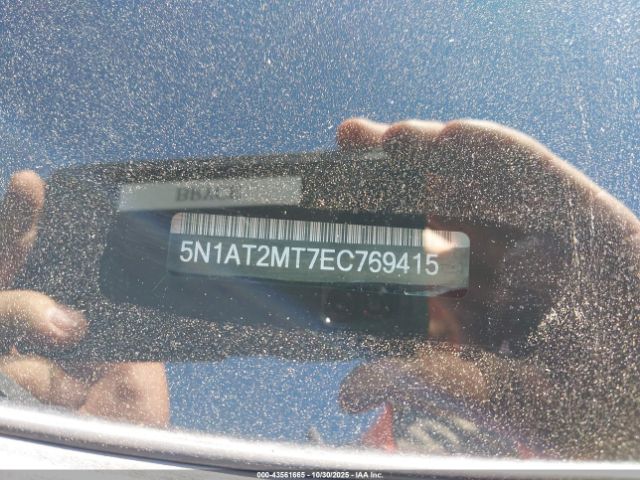 5N1AT2MT7EC769415
000-43561665 • 10/30/2025 • IAA Inc.